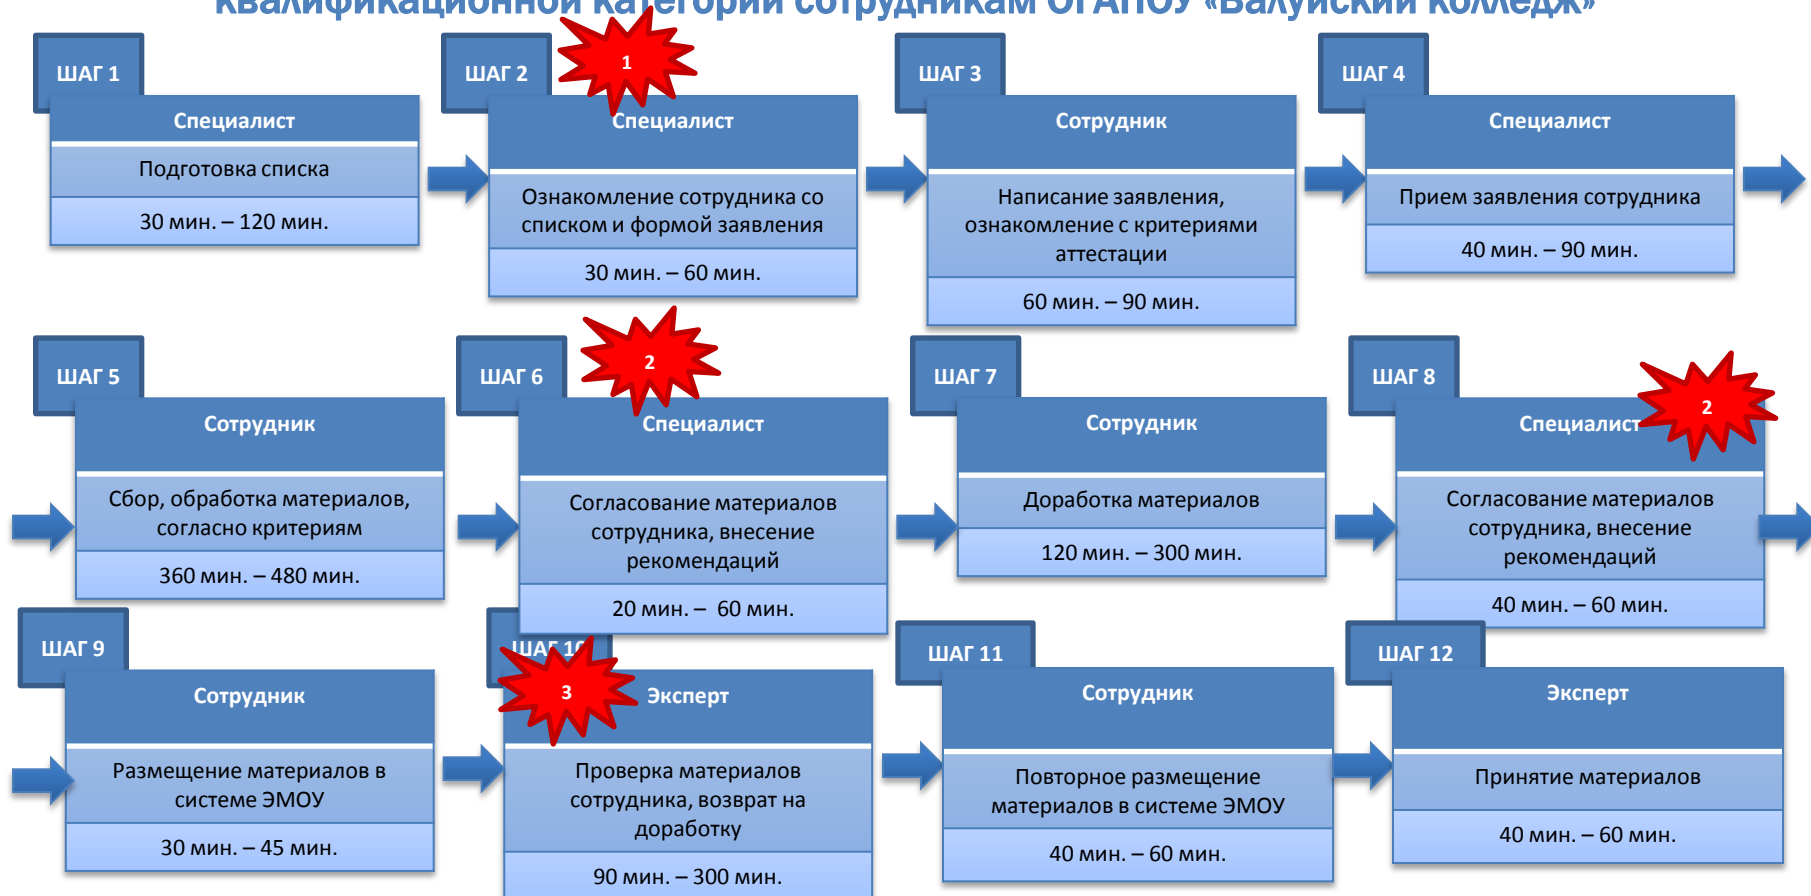 квалификационной категории сотрудникам ОГАПОУ «Валуйский колледж»
ШАГ 1
Специалист
Подготовка списка
30 мин. – 120 мин.
ШАГ 2
1
Специалист
Ознакомление сотрудника со
списком и формой заявления
30 мин. – 60 мин.
ШАГ 3
Сотрудник
Написание заявления,
ознакомление с критериями
аттестации
60 мин. – 90 мин.
ШАГ 4
Специалист
Прием заявления сотрудника
40 мин. – 90 мин.
ШАГ 5
Сотрудник
Сбор, обработка материалов,
согласно критериям
360 мин. – 480 мин.
ШАГ 6
2
Специалист
Согласование материалов
сотрудника, внесение
рекомендаций
20 мин. – 60 мин.
ШАГ 7
Сотрудник
Доработка материалов
120 мин. – 300 мин.
ШАГ 8
2
Специалист
Согласование материалов
сотрудника, внесение
рекомендаций
40 мин. – 60 мин.
ШАГ 9
Сотрудник
Размещение материалов в
системе ЭМОУ
30 мин. – 45 мин.
ШАГ 10
3
Эксперт
Проверка материалов
сотрудника, возврат на
доработку
90 мин. – 300 мин.
ШАГ 11
Сотрудник
Повторное размещение
материалов в системе ЭМОУ
40 мин. – 60 мин.
ШАГ 12
Эксперт
Принятие материалов
40 мин. – 60 мин.